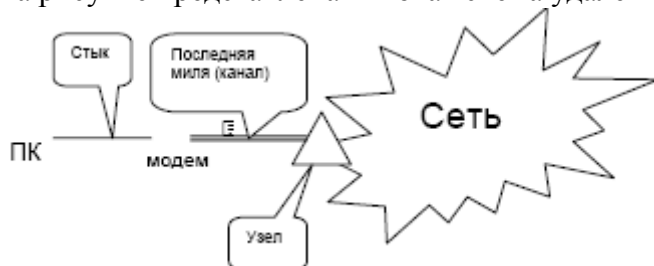 Стык
Последняя
миля (канал)
Сеть
ПК
модем
Узел